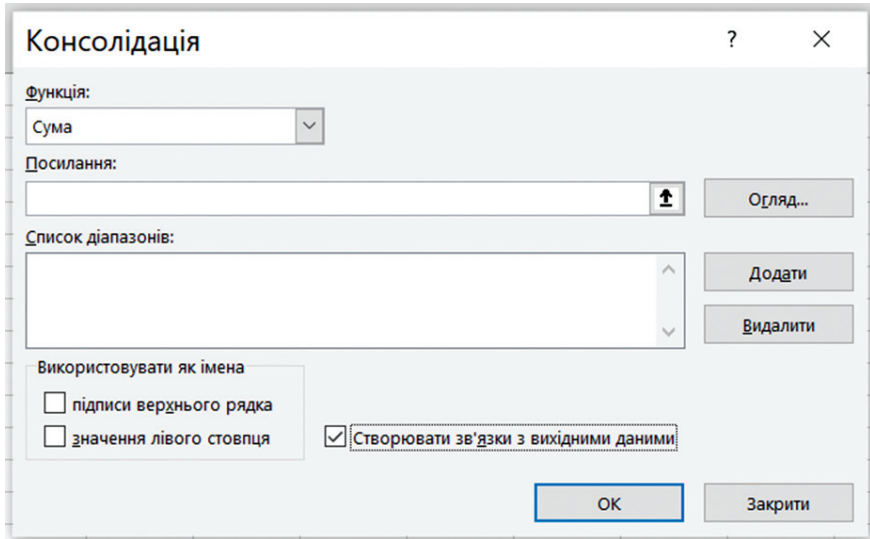 Консолідація ?
Функція:
Сума
Посилання:
Огляд...
Список діапазонів:
Додати
Видалити
Використовувати як імена
підписи верхнього рядка
значення лівого стовпця
Створювати зв'язки з вихідними даними
ОК Закрити